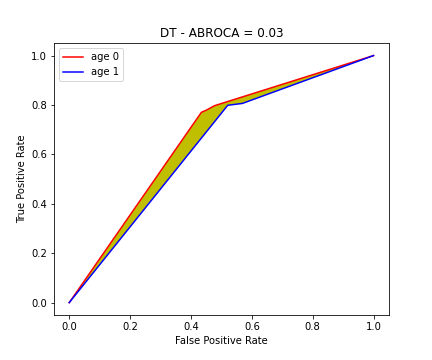 DT - ABROCA = 0.03
age 0
age 1
True Positive Rate
1.0
0.8
0.6
0.4
0.2
0.0
0.0 0.2 0.4 0.6 0.8 1.0
False Positive Rate